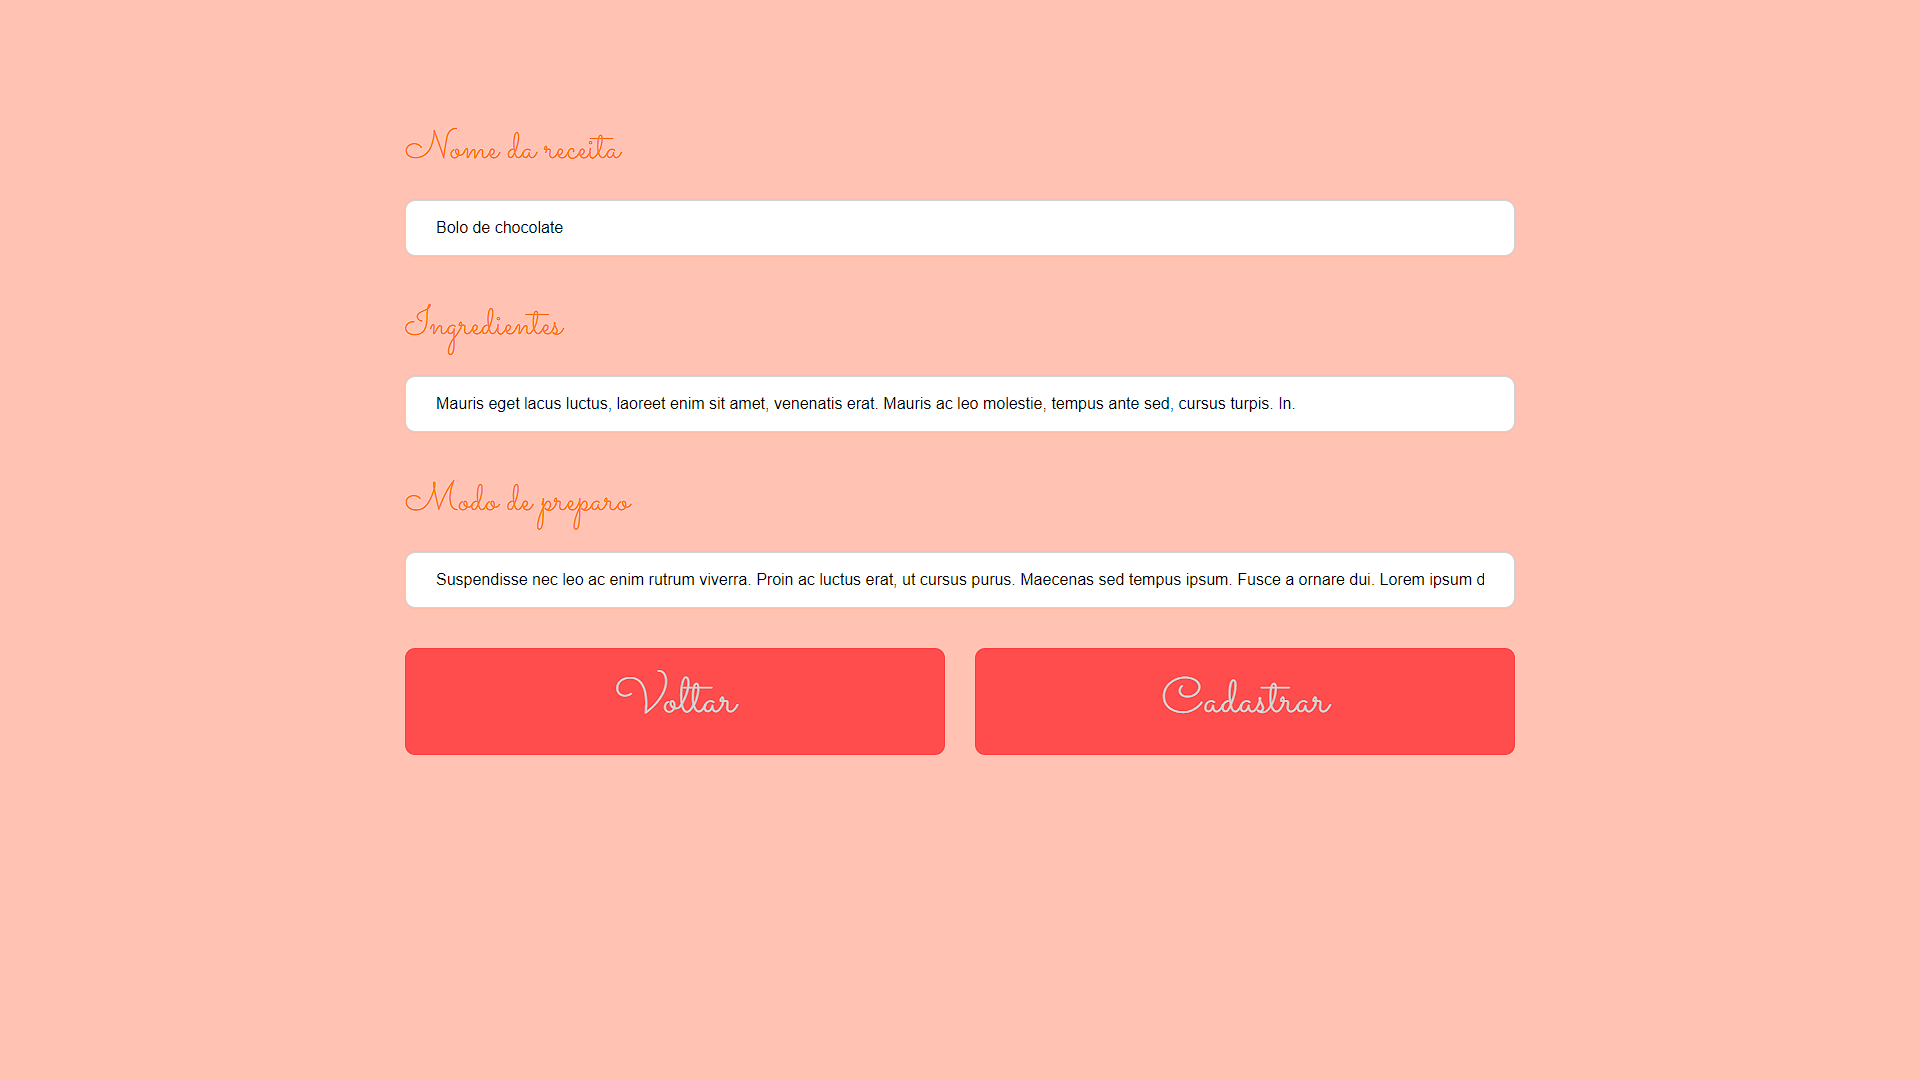 Nome da receita
Bolo de chocolate
Ingredientes
Mauris eget lacus luctus, laoreet enim sit amet, venenatis erat. Mauris ac leo molestie, tempus ante sed, cursus turpis. In.
Modo de preparo
Suspendisse nec leo ac enim rutrum viverra. Proin ac luctus erat, ut cursus purus. Maecenas sed tempus ipsum. Fusce a ornare dui. Lorem ipsum d
Voltar
Cadastrar